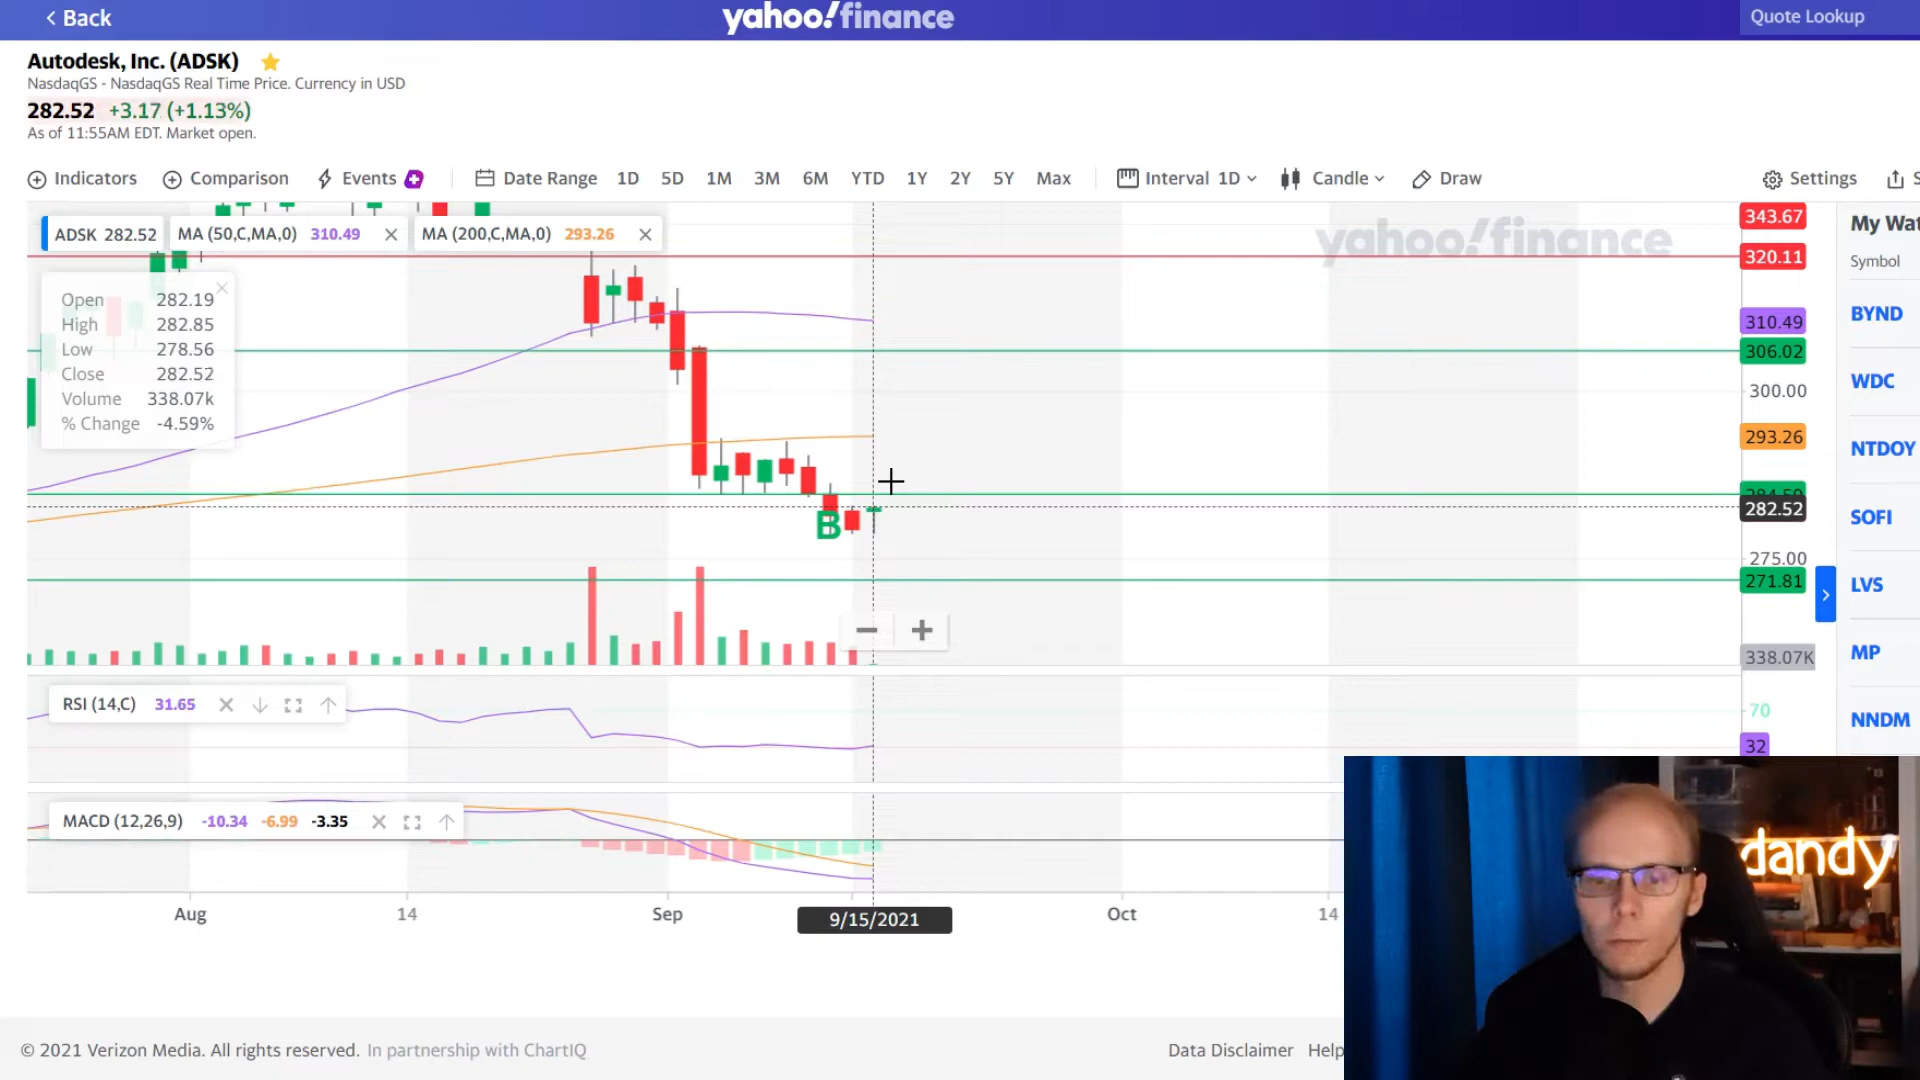 Back
yahoo!finance
Quote Lookup
Autodesk, Inc. (ADSK)
NasdaqGS - NasdaqGS Real Time Price. Currency in USD
282.52 +3.17 (+1.13%)
As of 11:55AM EDT. Market open.
Indicators Comparison Events Date Range 1D 5D 1M 3M 6M YTD 1Y 2Y 5Y Max Interval 1D Candle Draw Settings S
ADSK 282.52 MA (50,C,MA,0) 310.49 MA (200,C,MA,0) 293.26
yahoo!finance
Open 282.19
High 282.85
Low 278.56
Close 282.52
Volume 338.07k
% Change -4.59%
B
343.67
320.11
310.49
306.02
300.00
293.26
282.52
275.00
271.81
338.07K
My Wat
Symbol
BYND
WDC
NTDOY
SOFI
LVS
MP
NNDM
RSI (14,C) 31.65
70
32
MACD (12,26,9) -10.34 -6.99 -3.35
Aug 14 Sep 9/15/2021 Oct 14
dandy
© 2021 Verizon Media. All rights reserved. In partnership with ChartIQ
Data Disclaimer Help